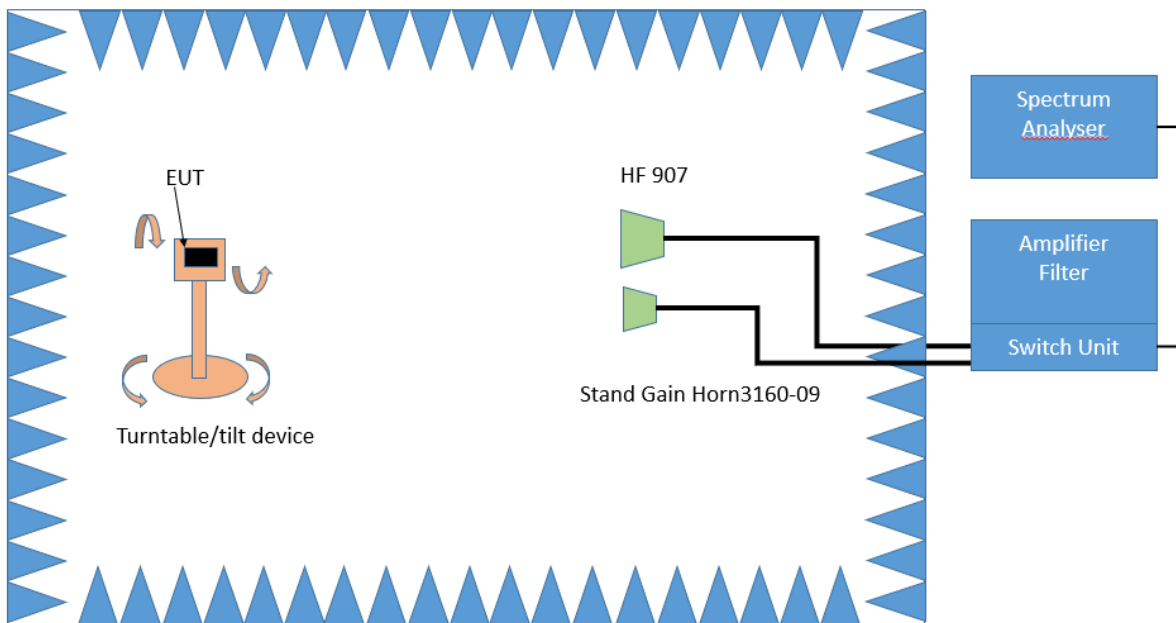 Spectrum
Analyser
HF 907
EUT
Amplifier
Filter
Switch Unit
Stand Gain Horn3160-09
Turntable/tilt device